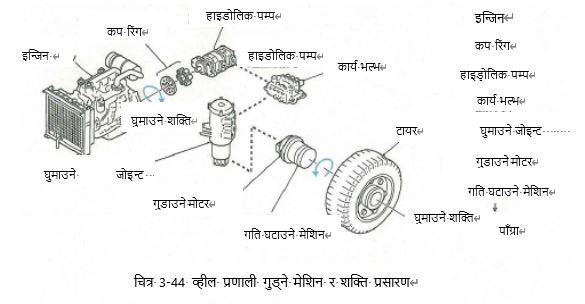 हाइडोलिक पम्प
कप रिंग
इन्जिन
हाइडोलिक पम्प
कार्य भल्भ
घुमाउने शक्ति
टायर
घुमाउने जोइन्ट
गुडाउने मोटर
घुमाउने शक्ति
गति घटाउने मेशिन
इन्जिन
कप रिंग
हाइड्रोलिक पम्प
कार्य भल्भ
घुमाउने जोइन्ट
गुडाउने मोटर
गति घटाउने मेशिन
पाँग्रा
चित्र 3-44 व्हील प्रणाली गुड्ने मेशिन र शक्ति प्रसारण